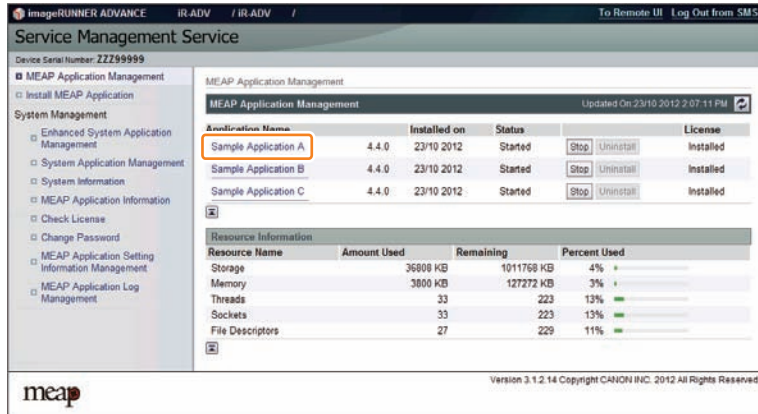 imageRUNNER ADVANCE iR-ADV / iR-ADV / To Remote UI Log Out from SMS
Service Management Service
Device Serial Number: ZZZ99999
MEAP Application Management
Install MEAP Application
System Management
Enhanced System Application
Management
System Application Management
System Information
MEAP Application Information
Check License
Change Password
MEAP Application Setting
Information Management
MEAP Application Log
Management
MEAP Application Management
MEAP Application Management Updated On:23/10 2012 2:07:11 PM
Application Name Installed on Status License
Sample Application A 4.4.0 23/10 2012 Started Stop Uninstall Installed
Sample Application B 4.4.0 23/10 2012 Started Stop Uninstall Installed
Sample Application C 4.4.0 23/10 2012 Started Stop Uninstall Installed
Resource Information
Resource Name Amount Used Remaining Percent Used
Storage 36808 KB 1011768 KB 4%
Memory 3800 KB 127272 KB 3%
Threads 33 223 13%
Sockets 33 223 13%
File Descriptors 27 229 11%
meap
Version 3.1.2.14 Copyright CANON INC. 2012 All Rights Reserved